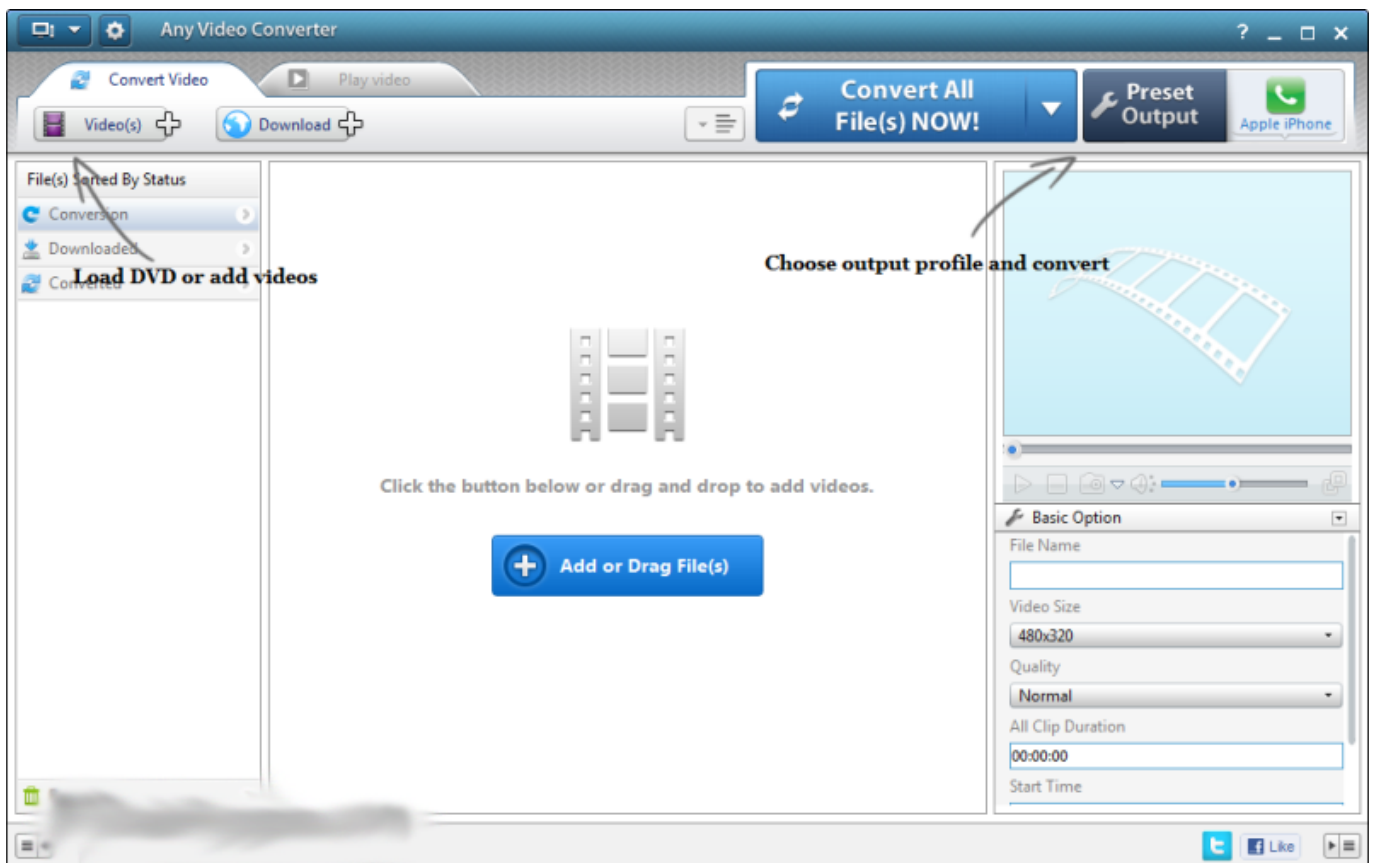 Any Video Converter
?
Convert Video
Play video
Video(s)
Download
Convert All
File(s) NOW!
Preset
Output
Apple iPhone
File(s) Sorted By Status
Conversion
Downloaded
Converted
Load DVD or add videos
Choose output profile and convert
Click the button below or drag and drop to add videos.
Add or Drag File(s)
Basic Option
File Name
Video Size
480x320
Quality
Normal
All Clip Duration
00:00:00
Start Time
Like